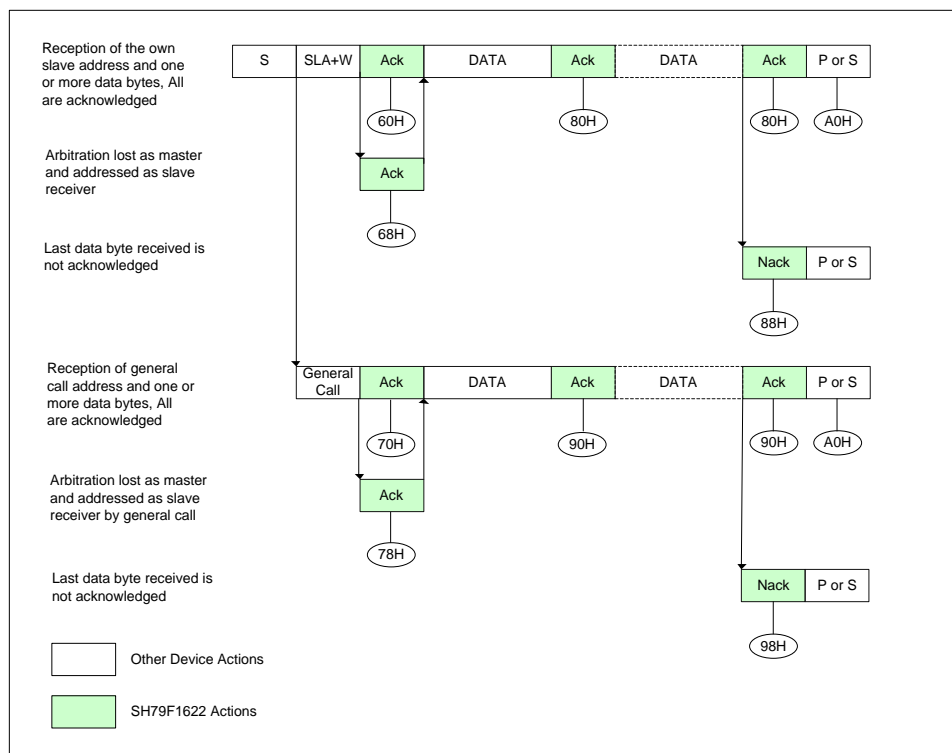 Reception of the own
slave address and one
or more data bytes, All
are acknowledged
S
SLA+W
Ack
DATA
Ack
DATA
Ack
P or S
60H
80H
80H
A0H
Arbitration lost as master
and addressed as slave
receiver
Ack
68H
Last data byte received is
not acknowledged
Nack
P or S
88H
Reception of general
call address and one or
more data bytes, All
are acknowledged
General
Call
Ack
DATA
Ack
DATA
Ack
P or S
70H
90H
90H
A0H
Arbitration lost as master
and addressed as slave
receiver by general call
Ack
78H
Last data byte received is
not acknowledged
Nack
P or S
98H
Other Device Actions
SH79F1622 Actions